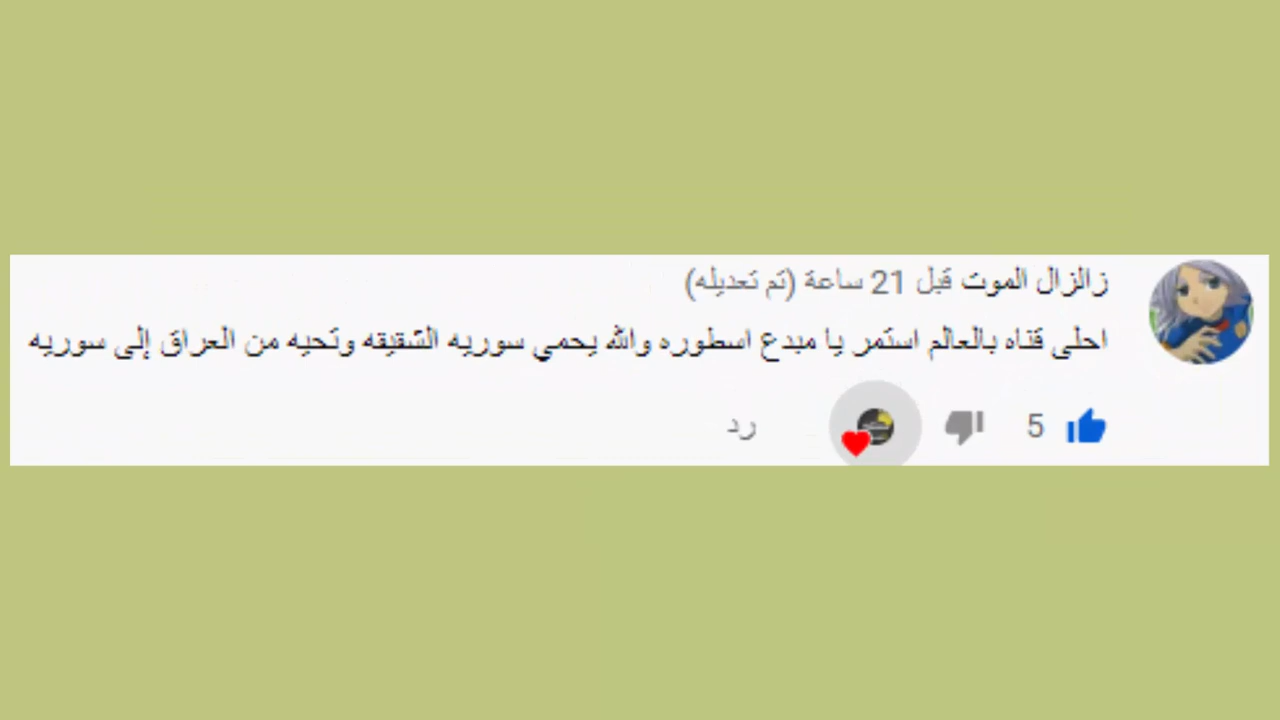 زالزال الموت قبل 21 ساعة (تم تعديله)
احلى قناه بالعالم استمر يا مبدع اسطوره والله يحمي سوريه الشقيقه وتحيه من العراق إلى سوريه
5 رد